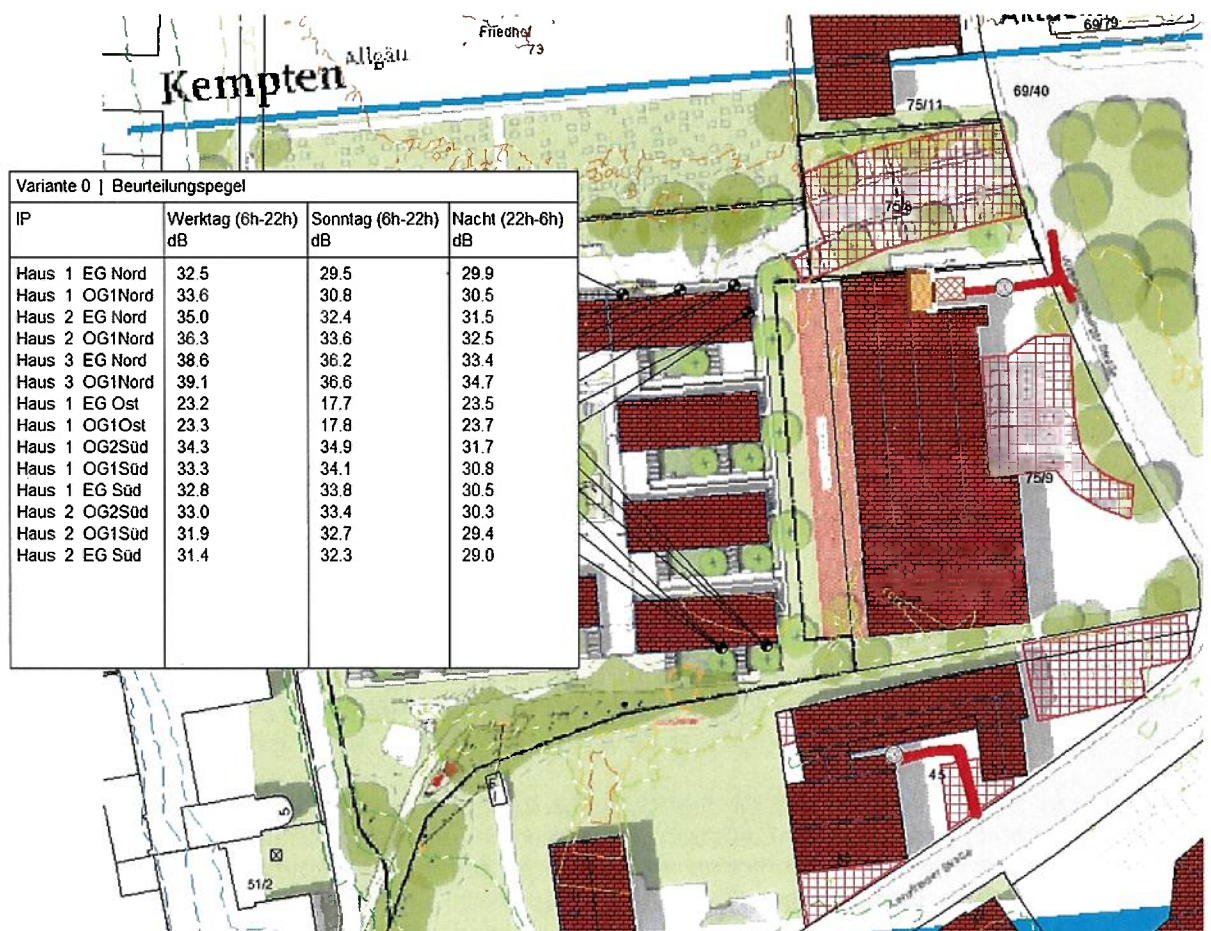 Friedhof
73
69/79
Allgäu
Kempten
75/11
69/40
Variante 0 | Beurteilungspegel
IP Werktag (6h-22h) dB Sonntag (6h-22h) dB Nacht (22h-6h) dB
Haus 1 EG Nord 32.5 29.5 29.9
Haus 1 OG1Nord 33.6 30.8 30.5
Haus 2 EG Nord 35.0 32.4 31.5
Haus 2 OG1Nord 36.3 33.6 32.5
Haus 3 EG Nord 38.6 36.2 33.4
Haus 3 OG1Nord 39.1 36.6 34.7
Haus 1 EG Ost 23.2 17.7 23.5
Haus 1 OG1Ost 23.3 17.8 23.7
Haus 1 OG2Süd 34.3 34.9 31.7
Haus 1 OG1Süd 33.3 34.1 30.8
Haus 1 EG Süd 32.8 33.8 30.5
Haus 2 OG2Süd 33.0 33.4 30.3
Haus 2 OG1Süd 31.9 32.7 29.4
Haus 2 EG Süd 31.4 32.3 29.0
75/8
75/9
45
5
51/2